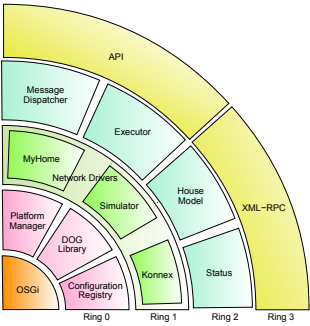 API
Message
Dispatcher
Executor
MyHome
Network Drivers
House
Model
Simulator
XML−RPC
Platform
Manager
DOG
Library
Konnex
Status
OSGi
Configuration
Registry
Ring 0
Ring 1
Ring 2
Ring 3